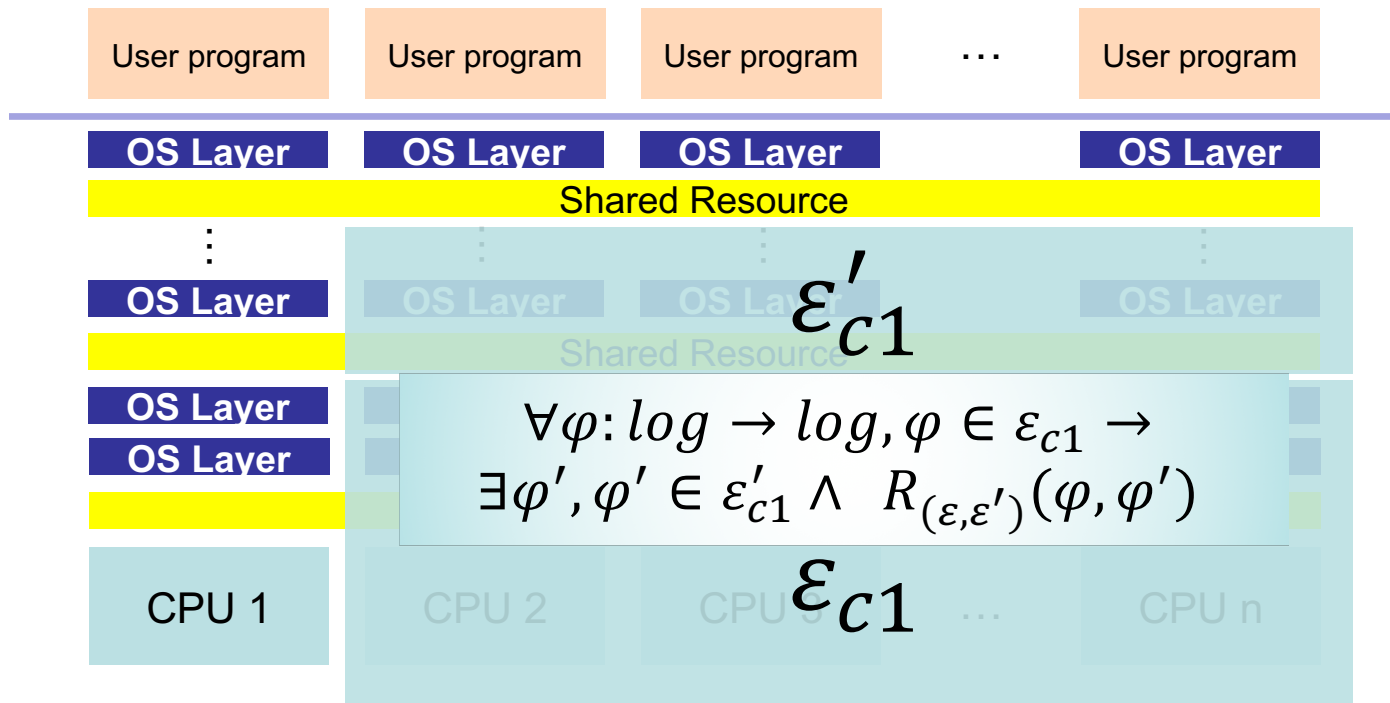 User program User program User program ⋯ User program
OS Layer OS Layer OS Layer OS Layer
Shared Resource
⋮ ⋮ ⋮ ⋮
ε′c1
OS Layer OS Layer OS Layer OS Layer
Shared Resource
OS Layer
∀φ: log → log, φ ∈ εc1 →
OS Layer
∃φ′, φ′ ∈ ε′c1 ∧ R(ε,ε′)(φ, φ′)
εc1
CPU 1 CPU 2 CPU 3 ⋯ CPU n